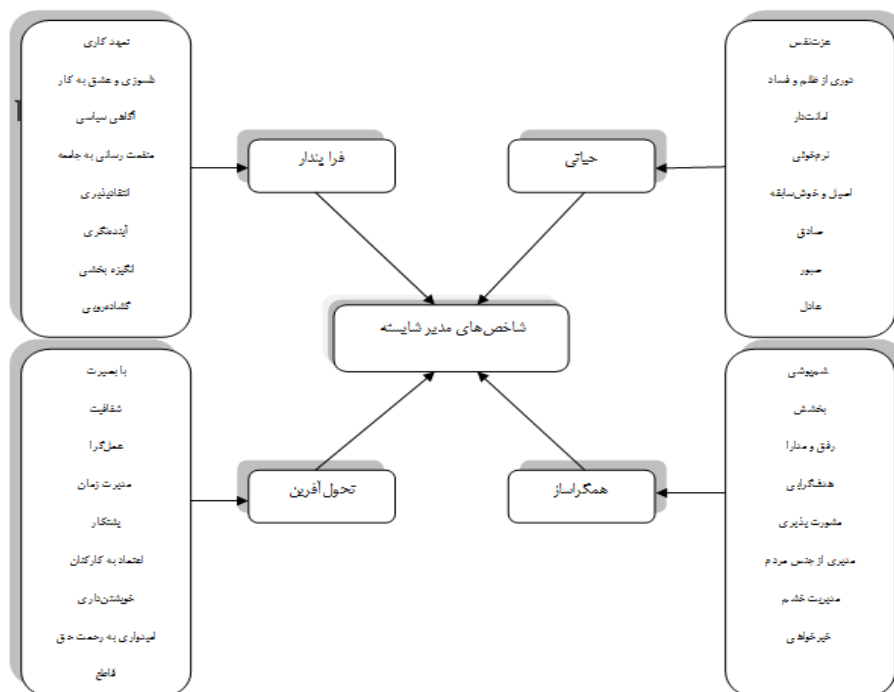 عزت‌نفس
دوری از ظلم و فساد
امانت‌دار
نرم‌خوئی
اصیل و خوش‌سابقه
صادق
صبور
عادل
حیاتی
تعهد کاری
دلسوزی و عشق به کار
آگاهی سیاسی
منفعت رسانی به جامعه
انتقادپذیری
آینده‌نگری
انگیزه بخشی
گشاده‌رویی
فرا پندار
شاخص‌های مدیر شایسته
شم‌پوشی
بخشش
رفق و مدارا
هدف‌گرایی
مشورت پذیری
مدیری از جنس مردم
مدیریت خشم
خیرخواهی
همگراساز
با بصیرت
شفافیت
عمل‌گرا
مدیرت زمان
پشتکار
اعتماد به کارکنان
خویشتن‌داری
امیدواری به رحمت حق
قاطع
تحول‌آفرین